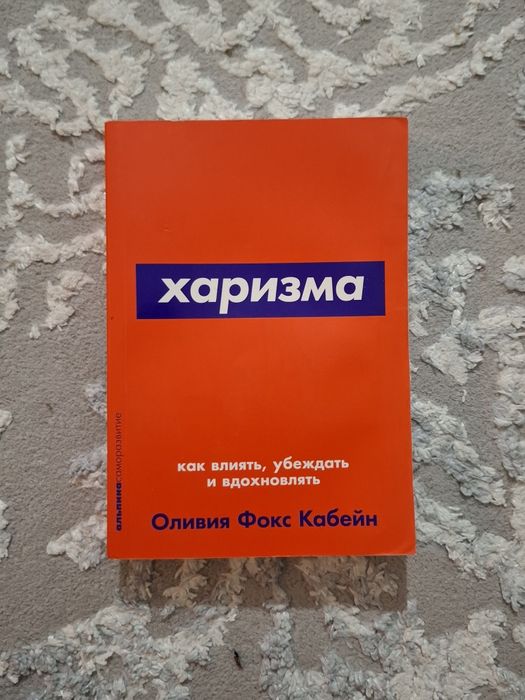 харизма
альпинасаморазвитие
как влиять, убеждать
и вдохновлять
Оливия Фокс Кабейн